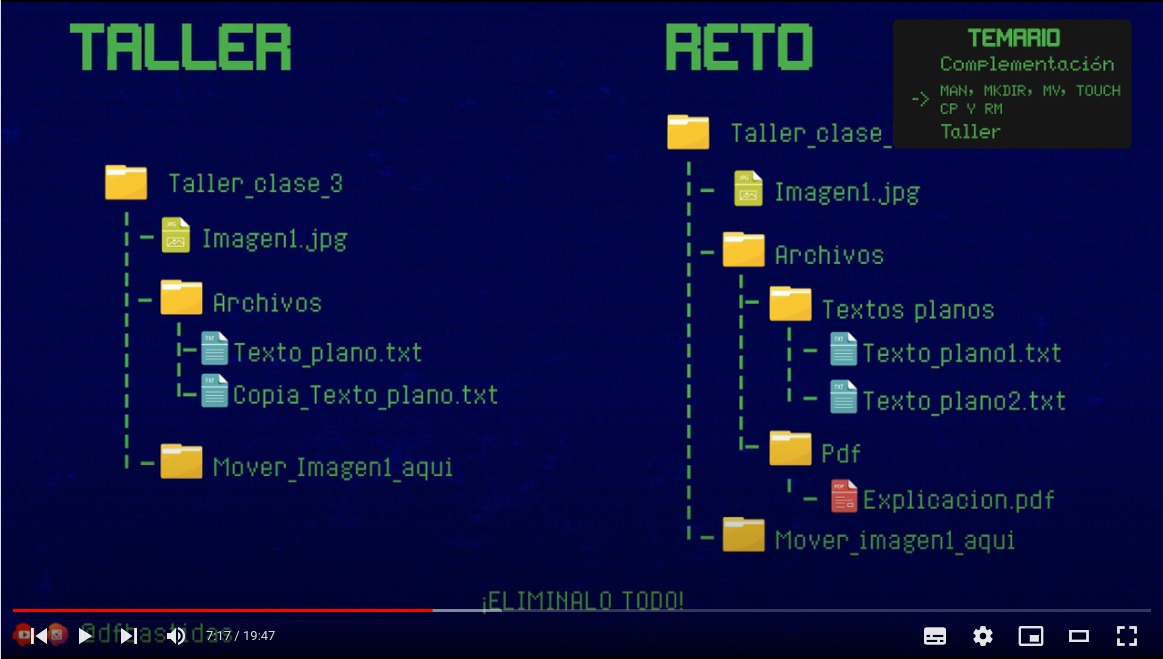 TALLER
Taller_clase_3
Imagen1.jpg
Archivos
Texto_plano.txt
Copia_Texto_plano.txt
Mover_Imagen1_aqui
RETO
Taller_clase_
Imagen1.jpg
Archivos
Textos planos
Texto_plano1.txt
Texto_plano2.txt
Pdf
Explicacion.pdf
Mover_imagen1_aqui
TEMARIO
Complementación
-> MAN, MKDIR, MV, TOUCH
CP Y RM
Taller
¡ELIMINALO TODO!
@dfbastidas
7:17 / 19:47